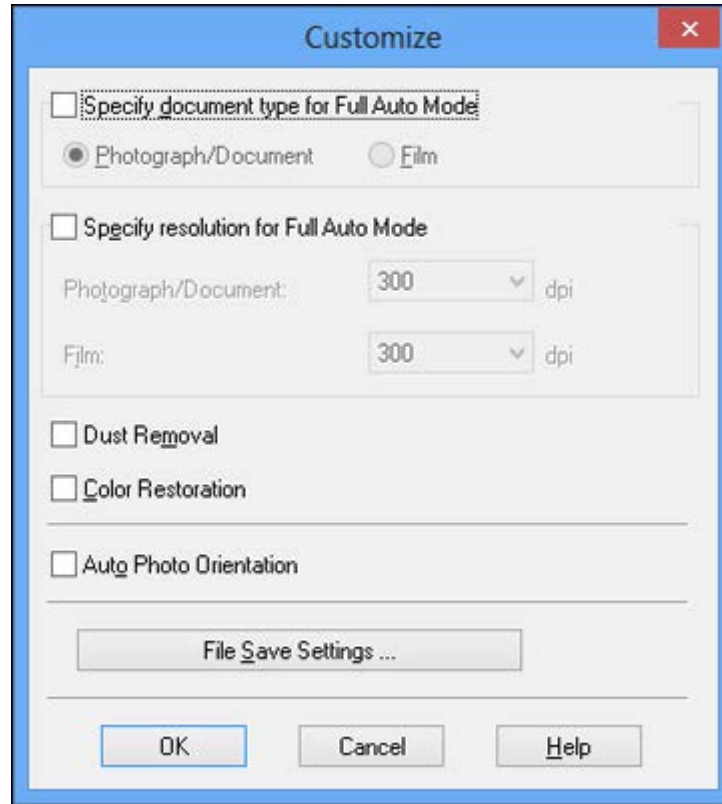 Customize
Specify document type for Full Auto Mode
Photograph/Document Film
Specify resolution for Full Auto Mode
Photograph/Document: 300 dpi
Film: 300 dpi
Dust Removal
Color Restoration
Auto Photo Orientation
File Save Settings ...
OK Cancel Help